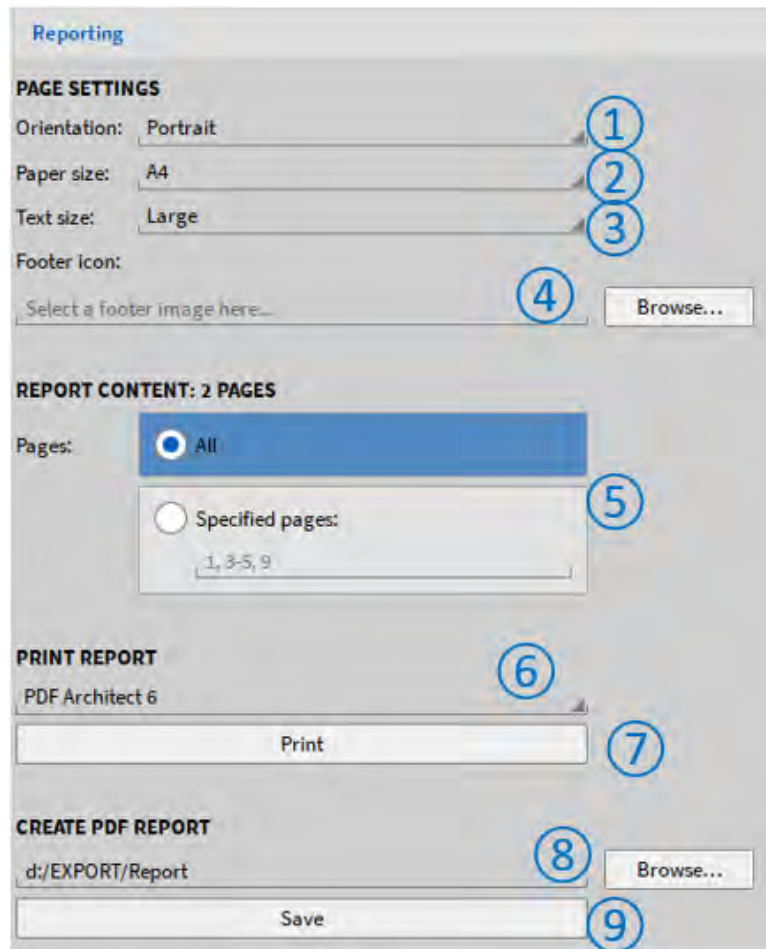 Reporting
PAGE SETTINGS
Orientation: Portrait ①
Paper size: A4 ②
Text size: Large ③
Footer icon:
Select a footer image here... ④ Browse...
REPORT CONTENT: 2 PAGES
Pages: All
⑤
Specified pages:
1, 3-5, 9
PRINT REPORT
⑥
PDF Architect 6
Print ⑦
CREATE PDF REPORT
d:/EXPORT/Report ⑧ Browse...
Save ⑨